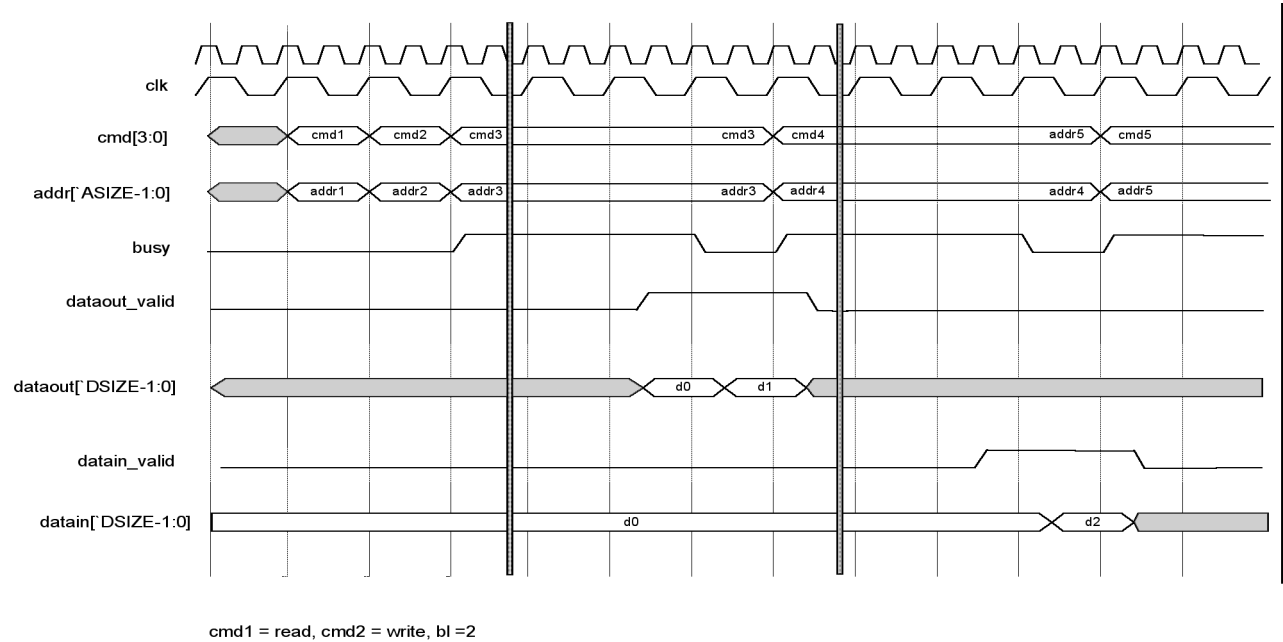 clk
cmd[3:0] cmd1 cmd2 cmd3 cmd3 cmd4 addr5 cmd5
addr[`ASIZE-1:0] addr1 addr2 addr3 addr3 addr4 addr4 addr5
busy
dataout_valid
dataout[`DSIZE-1:0] d0 d1
datain_valid
datain[`DSIZE-1:0] d0 d2
cmd1 = read, cmd2 = write, bl =2